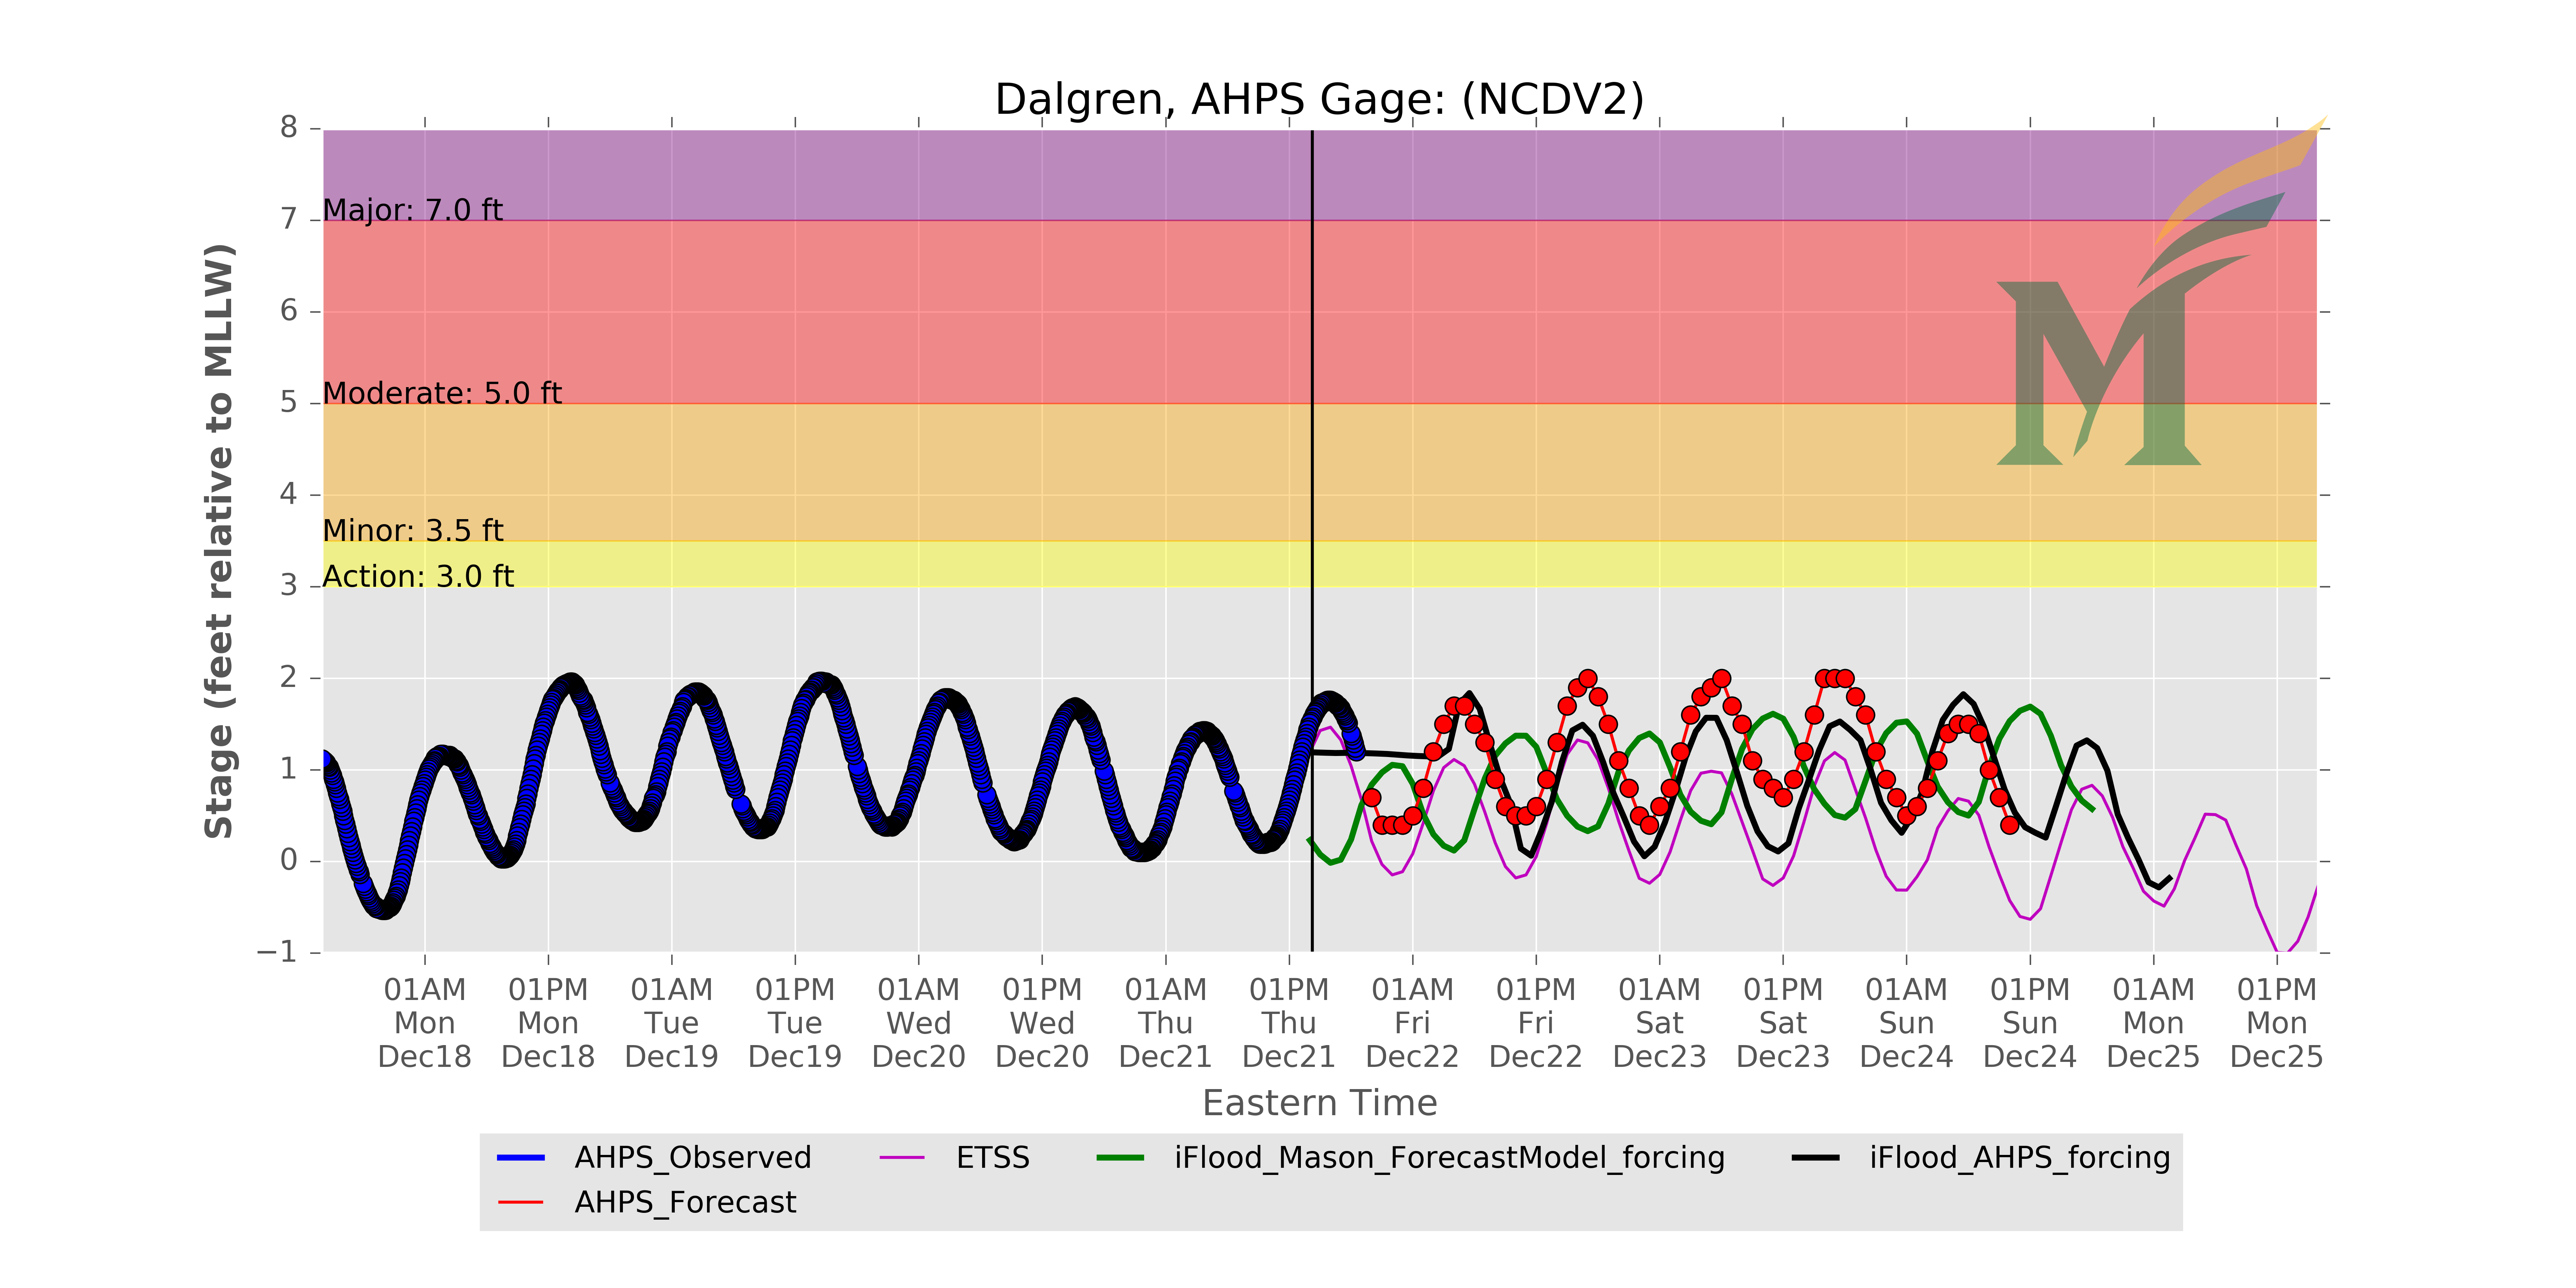 Dalgren, AHPS Gage: (NCDV2)
8
7
6
5
4
3
2
1
0
−1
Stage (feet relative to MLLW)
Major: 7.0 ft
Moderate: 5.0 ft
Minor: 3.5 ft
Action: 3.0 ft
M
01AM 01PM 01AM 01PM 01AM 01PM 01AM 01PM 01AM 01PM 01AM 01PM 01AM 01PM 01AM 01PM
Mon Mon Tue Tue Wed Wed Thu Thu Fri Fri Sat Sat Sun Sun Mon Mon
Dec18 Dec18 Dec19 Dec19 Dec20 Dec20 Dec21 Dec21 Dec22 Dec22 Dec23 Dec23 Dec24 Dec24 Dec25 Dec25
Eastern Time
AHPS_Observed ETSS iFlood_Mason_ForecastModel_forcing iFlood_AHPS_forcing
AHPS_Forecast